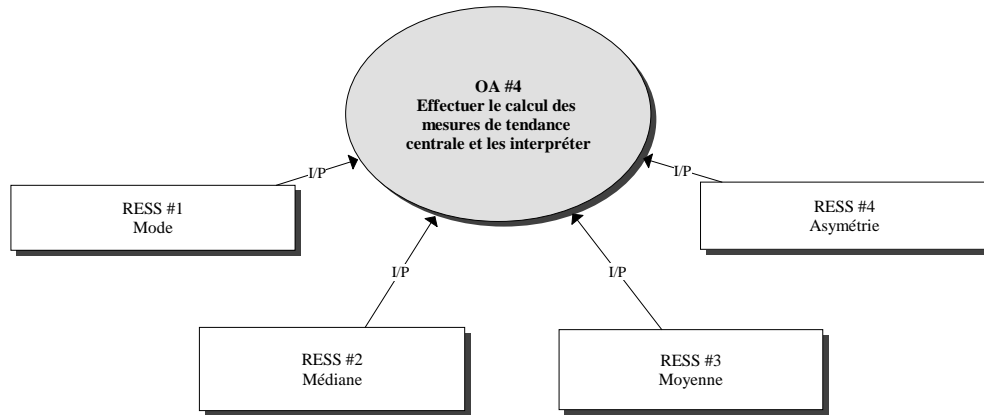 OA #4
Effectuer le calcul des
mesures de tendance
centrale et les interpréter
I/P
I/P
RESS #1
Mode
RESS #4
Asymétrie
I/P
I/P
RESS #2
Médiane
RESS #3
Moyenne